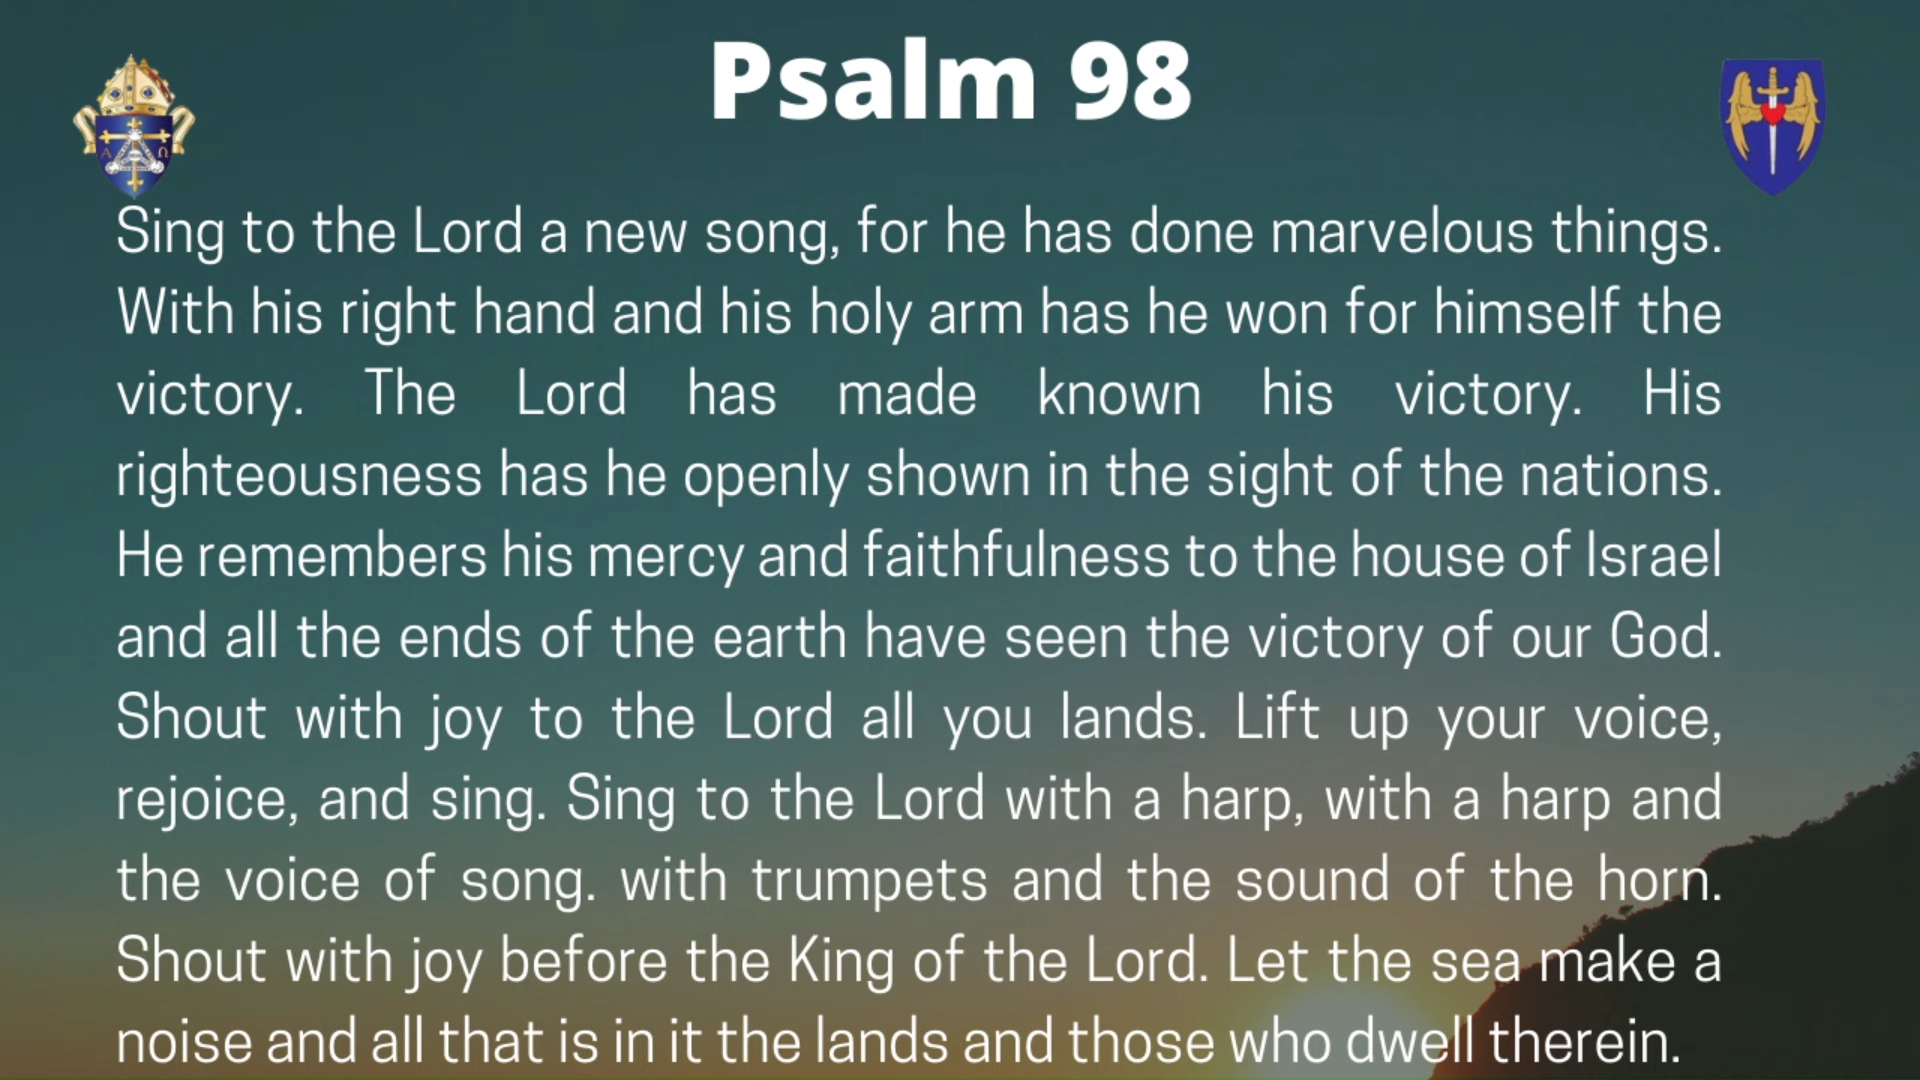 Psalm 98
Sing to the Lord a new song, for he has done marvelous things.
With his right hand and his holy arm has he won for himself the
victory. The Lord has made known his victory. His
righteousness has he openly shown in the sight of the nations.
He remembers his mercy and faithfulness to the house of Israel
and all the ends of the earth have seen the victory of our God.
Shout with joy to the Lord all you lands. Lift up your voice,
rejoice, and sing. Sing to the Lord with a harp, with a harp and
the voice of song. with trumpets and the sound of the horn.
Shout with joy before the King of the Lord. Let the sea make a
noise and all that is in it the lands and those who dwell therein.